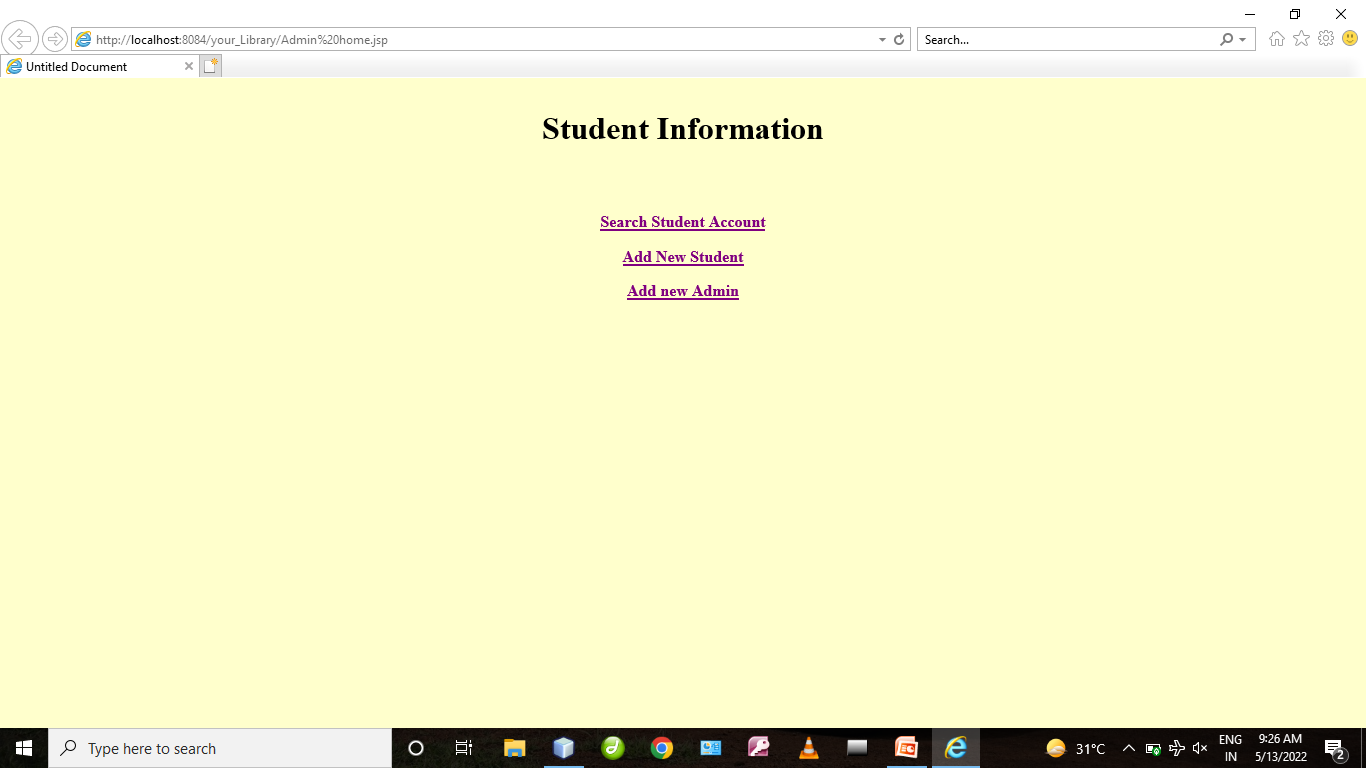 http://localhost:8084/your_Library/Admin%20home.jsp
Search...
Untitled Document
Student Information
Search Student Account
Add New Student
Add new Admin
Type here to search
31°C
ENG
IN
9:26 AM
5/13/2022
2